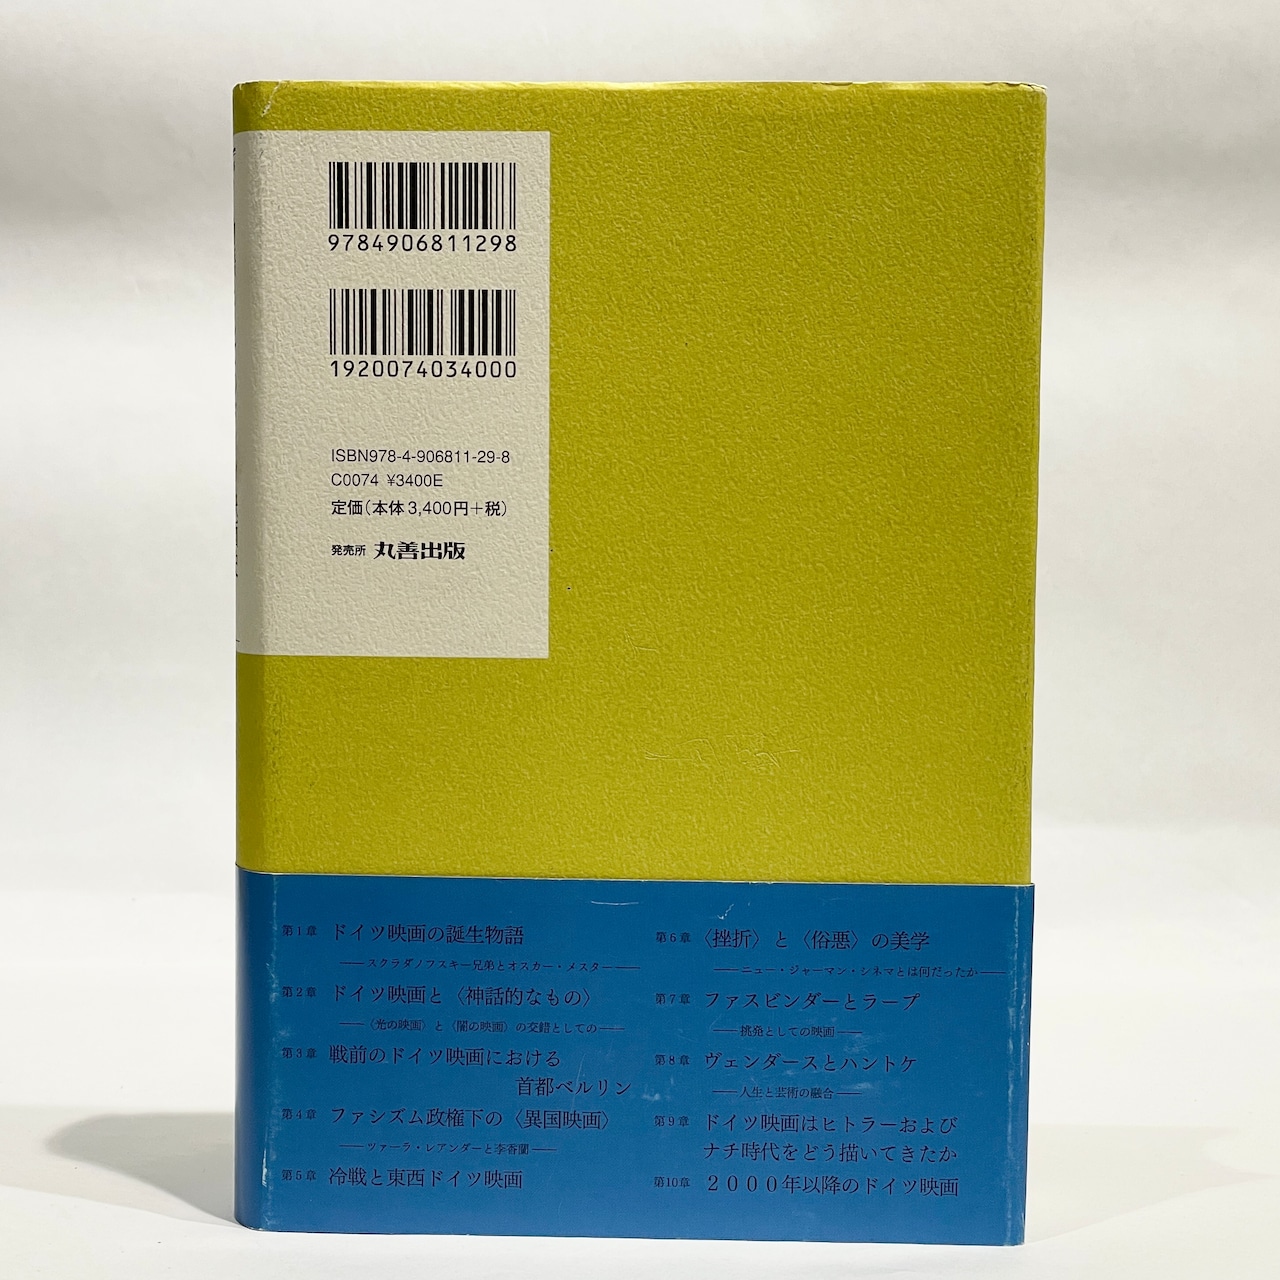 9784906811298
1920074034000
ISBN978-4-906811-29-8
C0074 ¥3400E
定価(本体3,400円+税)
発売所 丸善出版
第1章 ドイツ映画の誕生物語
——スクラダノフスキー兄弟とオスカー・メスター——
第2章 ドイツ映画と〈神話的なもの〉
——〈光の映画〉と〈闇の映画〉の交錯としての——
第3章 戦前のドイツ映画における
首都ベルリン
第4章 ファシズム政権下の〈異国映画〉
——ツァーラ・レアンダーと李香蘭——
第5章 冷戦と東西ドイツ映画
第6章 〈挫折〉と〈俗悪〉の美学
——ニュー・ジャーマン・シネマとは何だったか——
第7章 ファスビンダーとラープ
——挑発としての映画——
第8章 ヴェンダースとハントケ
——人生と芸術の融合——
第9章 ドイツ映画はヒトラーおよび
ナチ時代をどう描いてきたか
第10章 2000年以降のドイツ映画